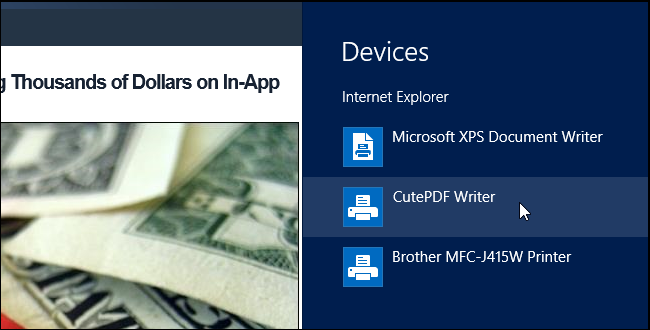 g Thousands of Dollars on In-App
Devices
Internet Explorer
Microsoft XPS Document Writer
CutePDF Writer
Brother MFC-J415W Printer